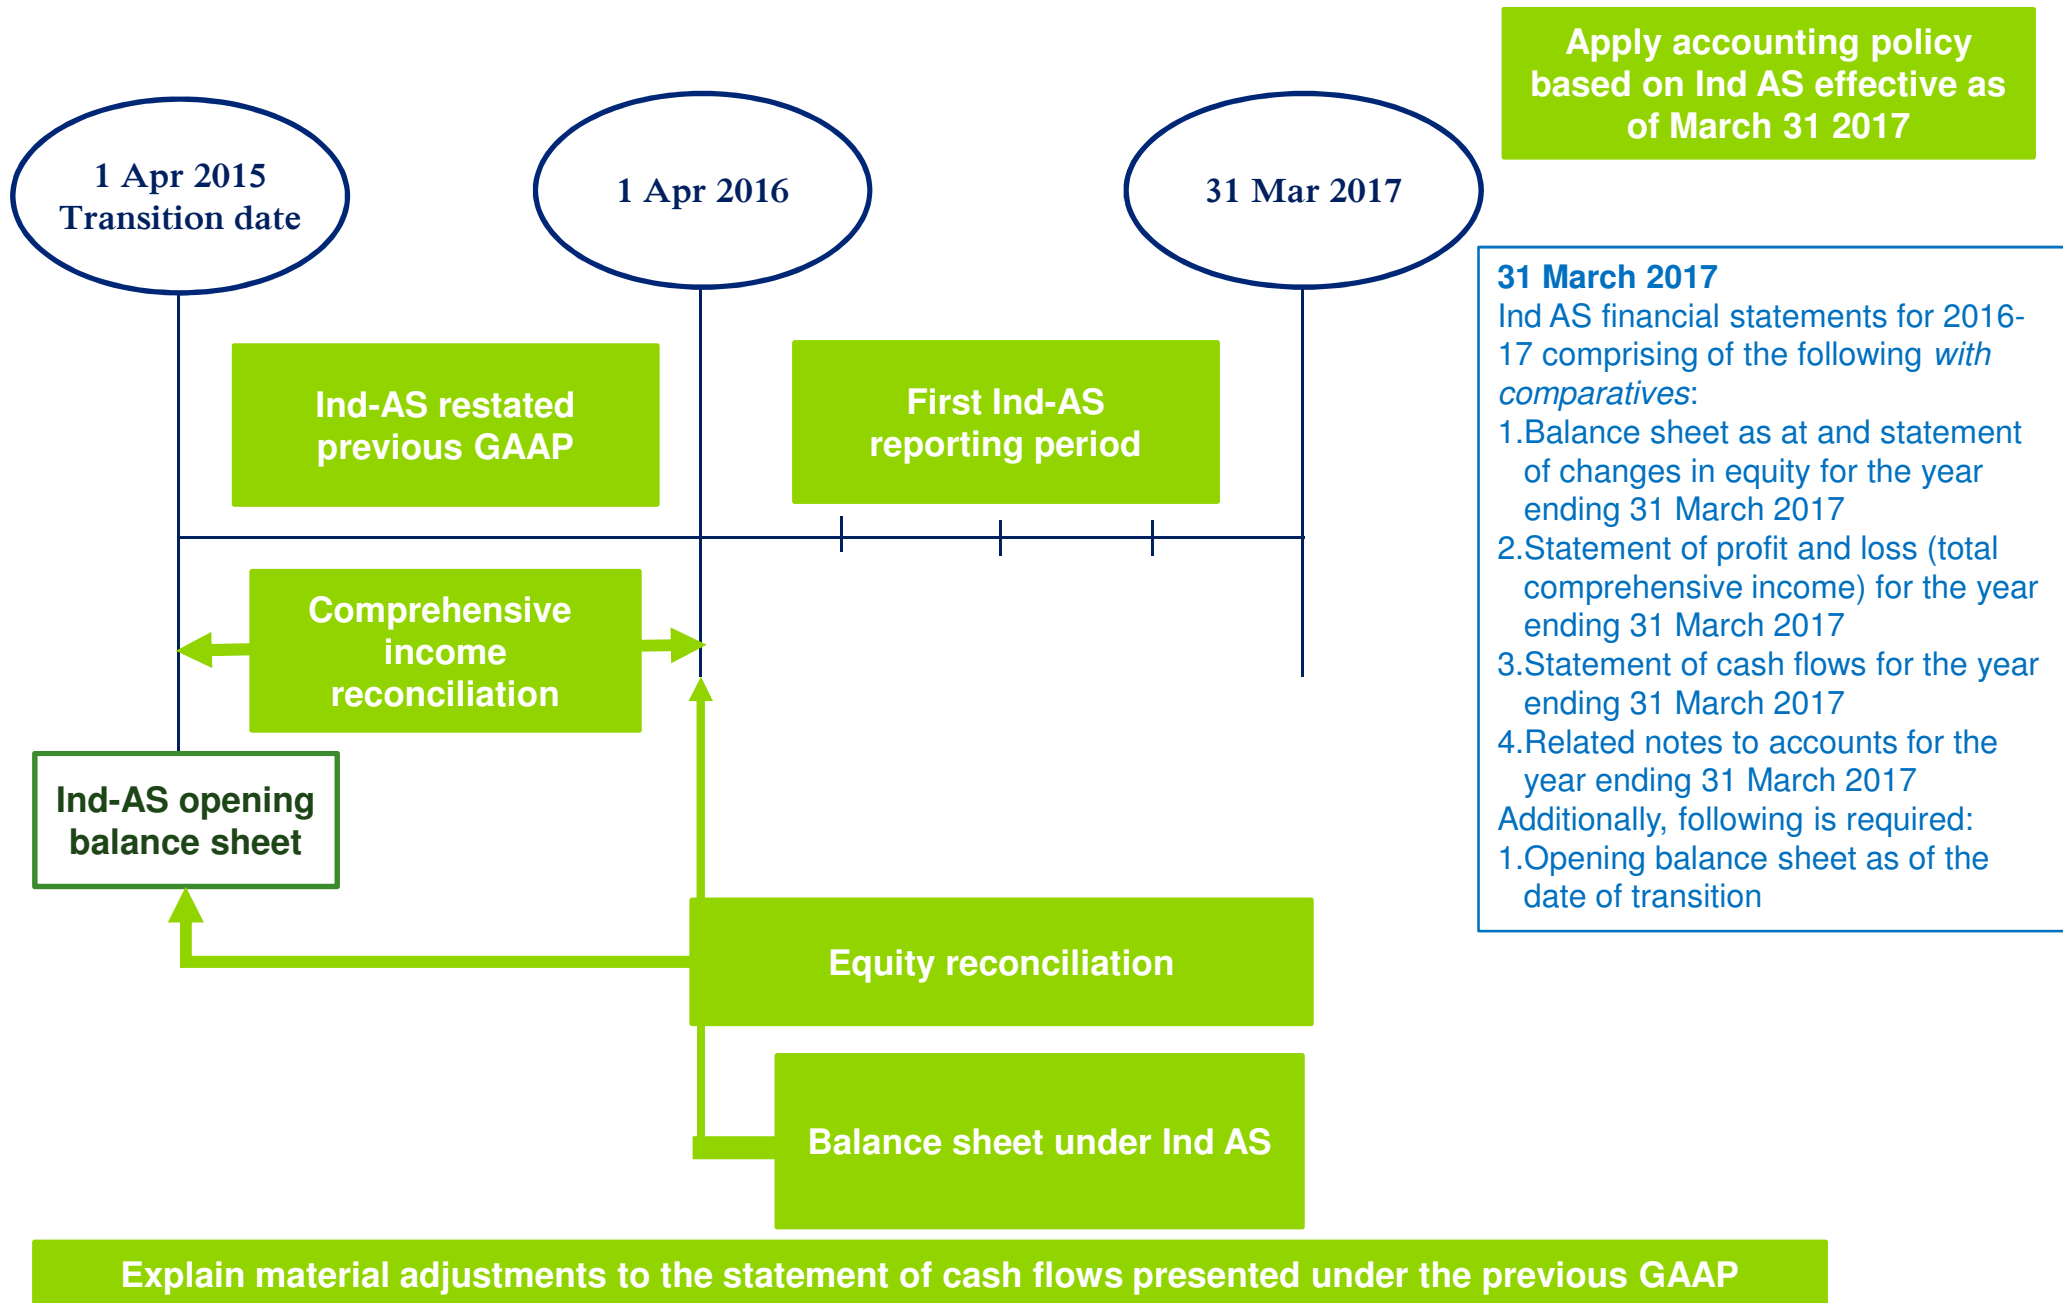 Apply accounting policy
based on Ind AS effective as
of March 31 2017
1 Apr 2015
Transition date
1 Apr 2016
31 Mar 2017
31 March 2017
Ind AS financial statements for 2016-
17 comprising of the following with
comparatives:
1.Balance sheet as at and statement
of changes in equity for the year
ending 31 March 2017
2.Statement of profit and loss (total
comprehensive income) for the year
ending 31 March 2017
3.Statement of cash flows for the year
ending 31 March 2017
4.Related notes to accounts for the
year ending 31 March 2017
Additionally, following is required:
1.Opening balance sheet as of the
date of transition
Ind-AS restated
previous GAAP
First Ind-AS
reporting period
Comprehensive
income
reconciliation
Ind-AS opening
balance sheet
Equity reconciliation
Balance sheet under Ind AS
Explain material adjustments to the statement of cash flows presented under the previous GAAP